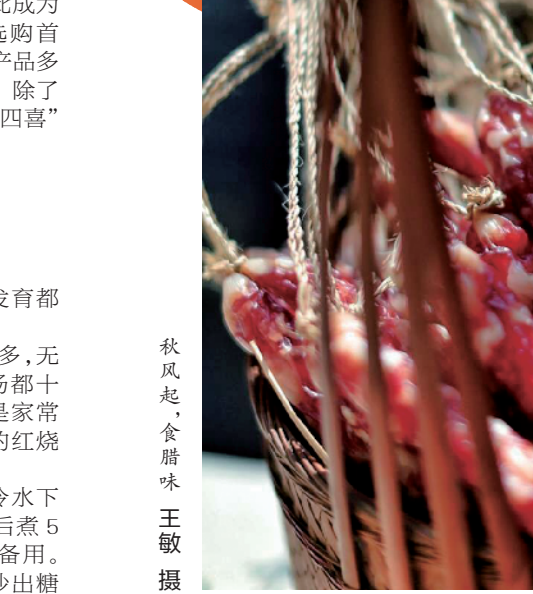 此成为
选购首
产品多
除了
四喜”
发育都
多,无
汤都十
是家常
的红烧
冷水下
后煮 5
备用。
炒出糖
秋风起,食腊味 王敏 摄